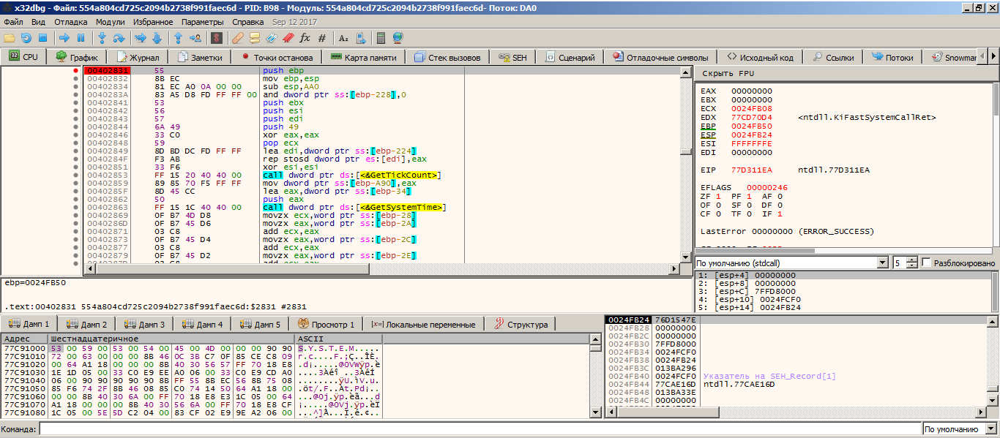 x32dbg - Файл: 554a804cd725c2094b2738f991faec6d - PID: B98 - Модуль: 554a804cd725c2094b2738f991faec6d- Поток: DA0
Файл Вид Отладка Модули Избранное Параметры Справка Sep 12 2017
CPU График Журнал Заметки Точки останова Карта памяти Стек вызовов SEH Сценарий Отладочные символы Исходный код Ссылки Потоки Snowman
00402831 55 push ebp
00402832 8B EC mov ebp,esp
00402834 81 EC A0 0A 00 00 sub esp,AA0
0040283A 83 A5 D8 FD FF FF 00 and dword ptr ss:[ebp-228],0
00402841 53 push ebx
00402842 56 push esi
00402843 57 push edi
00402844 6A 49 push 49
00402846 33 C0 xor eax,eax
00402848 59 pop ecx
00402849 8D BD DC FD FF FF lea edi,dword ptr ss:[ebp-224]
0040284F F3 AB rep stosd dword ptr es:[edi],eax
00402851 33 F6 xor esi,esi
00402853 FF 15 20 40 40 00 call dword ptr ds:[<&GetTickCount>]
00402859 89 85 70 F5 FF FF mov dword ptr ss:[ebp-A90],eax
0040285F 8D 45 CC lea eax,dword ptr ss:[ebp-34]
00402862 50 push eax
00402863 FF 15 1C 40 40 00 call dword ptr ds:[<&GetSystemTime>]
00402869 0F B7 4D D8 movzx ecx,word ptr ss:[ebp-28]
0040286D 0F B7 45 D6 movzx eax,word ptr ss:[ebp-2A]
00402871 03 C8 add ecx,eax
00402873 0F B7 45 D4 movzx eax,word ptr ss:[ebp-2C]
00402877 03 C8 add ecx,eax
00402879 0F B7 45 D2 movzx eax,word ptr ss:[ebp-2E]
Скрыть FPU
EAX 00000000
EBX 00000000
ECX 0024FB08
EDX 77CD70D4 <ntdll.KiFastSystemCallRet>
EBP 0024FB50
ESP 0024FB24
ESI FFFFFFFE
EDI 00000000
EIP 77D311EA ntdll.77D311EA
EFLAGS 00000246
ZF 1 PF 1 AF 0
OF 0 SF 0 DF 0
CF 0 TF 0 IF 1
LastError 00000000 (ERROR_SUCCESS)
По умолчанию (stdcall) 5 Разблокировано
1: [esp+4] 00000000
2: [esp+8] 00000000
3: [esp+C] 7FFD8000
4: [esp+10] 0024FCF0
5: [esp+14] 0024FB24
ebp=0024FB50
.text:00402831 554a804cd725c2094b2738f991faec6d:$2831 #2831
Дамп 1 Дамп 2 Дамп 3 Дамп 4 Дамп 5 Просмотр 1 [x=] Локальные переменные Структура
Адрес Шестнадцатеричное ASCII
77C91000 53 00 59 00 53 00 54 00 45 00 4D 00 00 00 90 90 S.Y.S.T.E.M.....
77C91010 72 00 63 00 00 00 8B 46 0C 3B C7 0F 85 CE C8 09 r.c....F.;Ç..ÎÈ.
77C91020 00 64 A1 18 00 00 00 8B 40 30 56 57 FF 70 18 E8 .d¡.....@0VWÿp.è
77C91030 1E 1D 05 00 33 C0 E9 EE A0 06 00 33 C0 E9 CD A0 ....3Àéî ..3ÀéÍ
77C91040 06 00 90 90 90 90 90 8B FF 55 8B EC 56 8B 75 08 ........ÿU.ìV.u.
77C91050 85 F6 74 2F 8B 46 08 85 C0 74 14 50 64 A1 18 00 .öt/.F..Àt.Pd¡..
77C91060 00 00 8B 40 30 6A 00 FF 70 18 E8 E3 1C 05 00 64 ...@0j.ÿp.èã...d
77C91070 A1 18 00 00 00 8B 40 30 56 6A 00 FF 70 18 E8 CF ¡.....@0Vj.ÿp.èÏ
77C91080 1C 05 00 5E 5D C2 04 00 83 CF 02 E9 9E A2 06 00 ...^]Â...Ï.é.¢..
0024FB24 76D1547E
0024FB28 00000000
0024FB2C 00000000
0024FB30 7FFD8000
0024FB34 0024FCF0
0024FB38 0024FB24
0024FB3C 013BA296
0024FB40 0024FCF0 Указатель на SEH_Record[1]
0024FB44 77CAE16D ntdll.77CAE16D
0024FB48 013BA33E
0024FB4C 00000000
Команда: По умолчанию